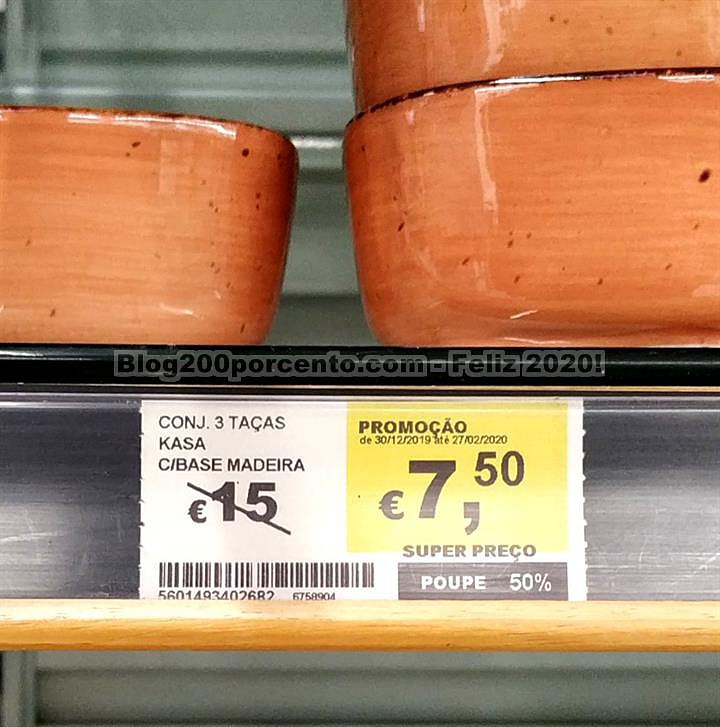 Blog200porcento.com - Feliz 2020!
CONJ. 3 TAÇAS
KASA
C/BASE MADEIRA
€15
5601493402682 6758904
PROMOÇÃO
de 30/12/2019 até 27/02/2020
€7,50
SUPER PREÇO
POUPE 50%